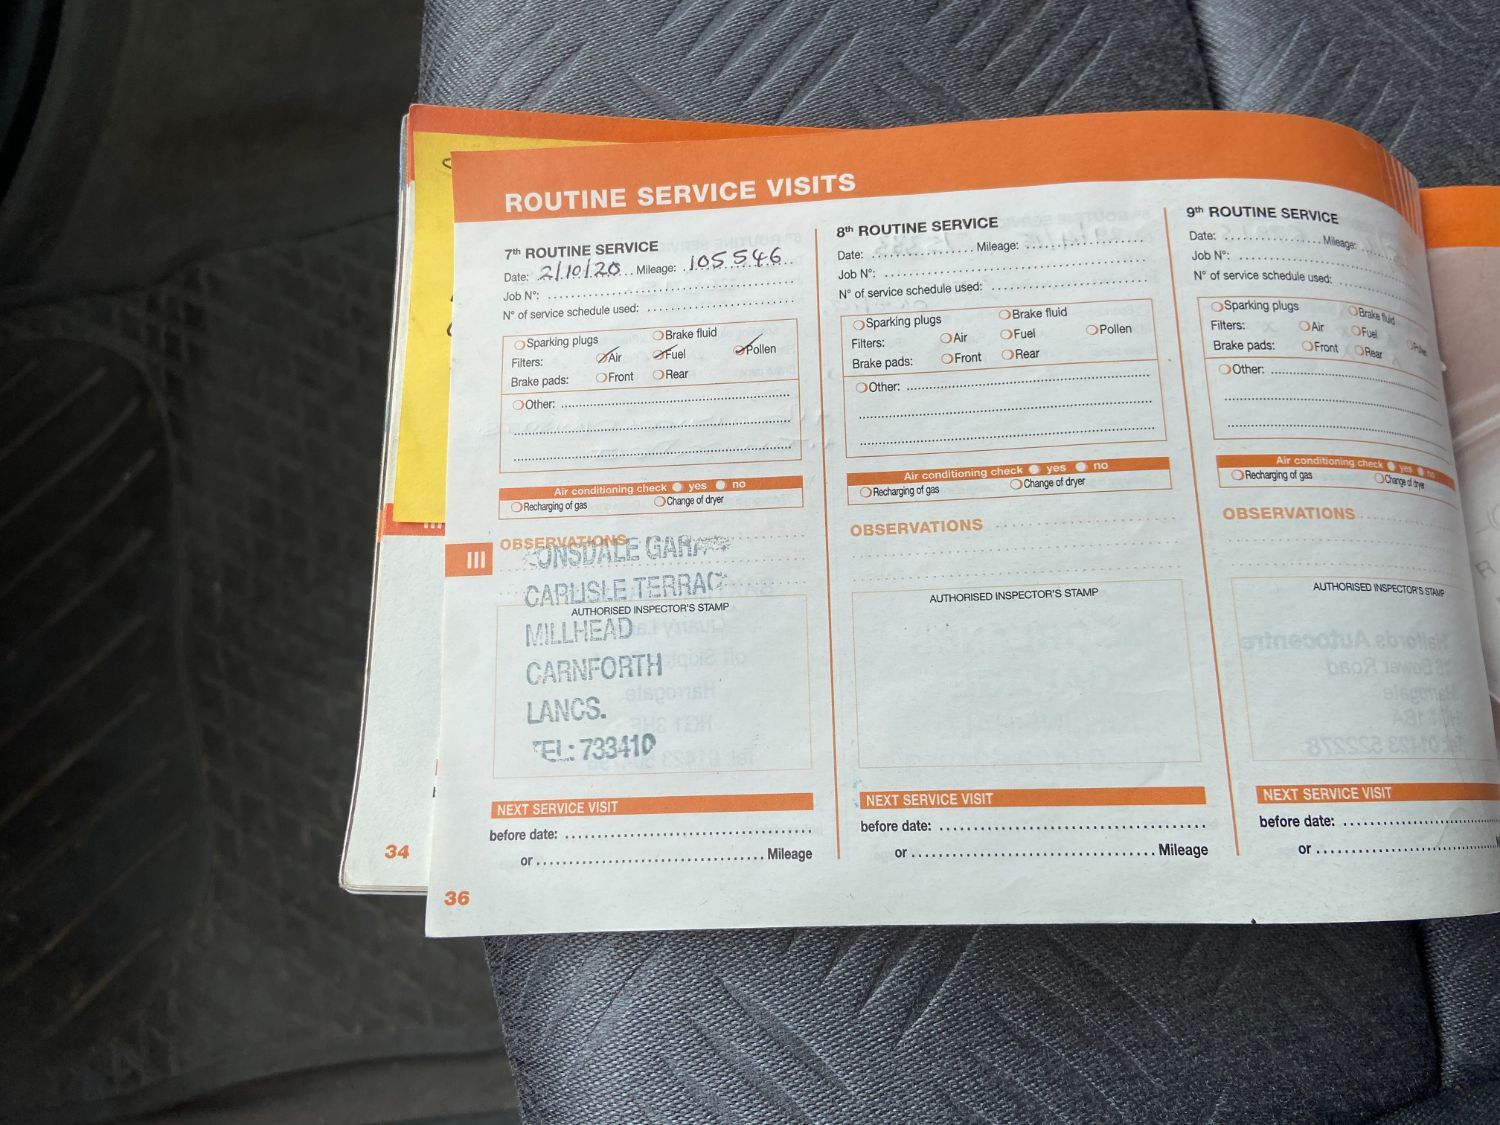 ROUTINE SERVICE VISITS
7th ROUTINE SERVICE
Date: 2/10/20 Mileage: 105546
Job N°:
N° of service schedule used:
Sparking plugs Brake fluid
Filters: Air Fuel Pollen
Brake pads: Front Rear
Other:
Air conditioning check yes no
Recharging of gas Change of dryer
OBSERVATIONS
CARLISLE TERRAC
AUTHORISED INSPECTOR'S STAMP
MILLHEAD
CARNFORTH
LANCS.
TEL: 733410
NEXT SERVICE VISIT
before date:
or Mileage
8th ROUTINE SERVICE
Date: Mileage:
Job N°:
N° of service schedule used:
Sparking plugs Brake fluid
Filters: Air Fuel Pollen
Brake pads: Front Rear
Other:
Air conditioning check yes no
Recharging of gas Change of dryer
OBSERVATIONS
AUTHORISED INSPECTOR'S STAMP
NEXT SERVICE VISIT
before date:
or Mileage
9th ROUTINE SERVICE
Date: Mileage:
Job N°:
N° of service schedule used:
Sparking plugs Brake fluid
Filters: Air Fuel Pollen
Brake pads: Front Rear
Other:
Air conditioning check yes no
Recharging of gas Change of dryer
OBSERVATIONS
AUTHORISED INSPECTOR'S STAMP
NEXT SERVICE VISIT
before date:
or
III
34
36